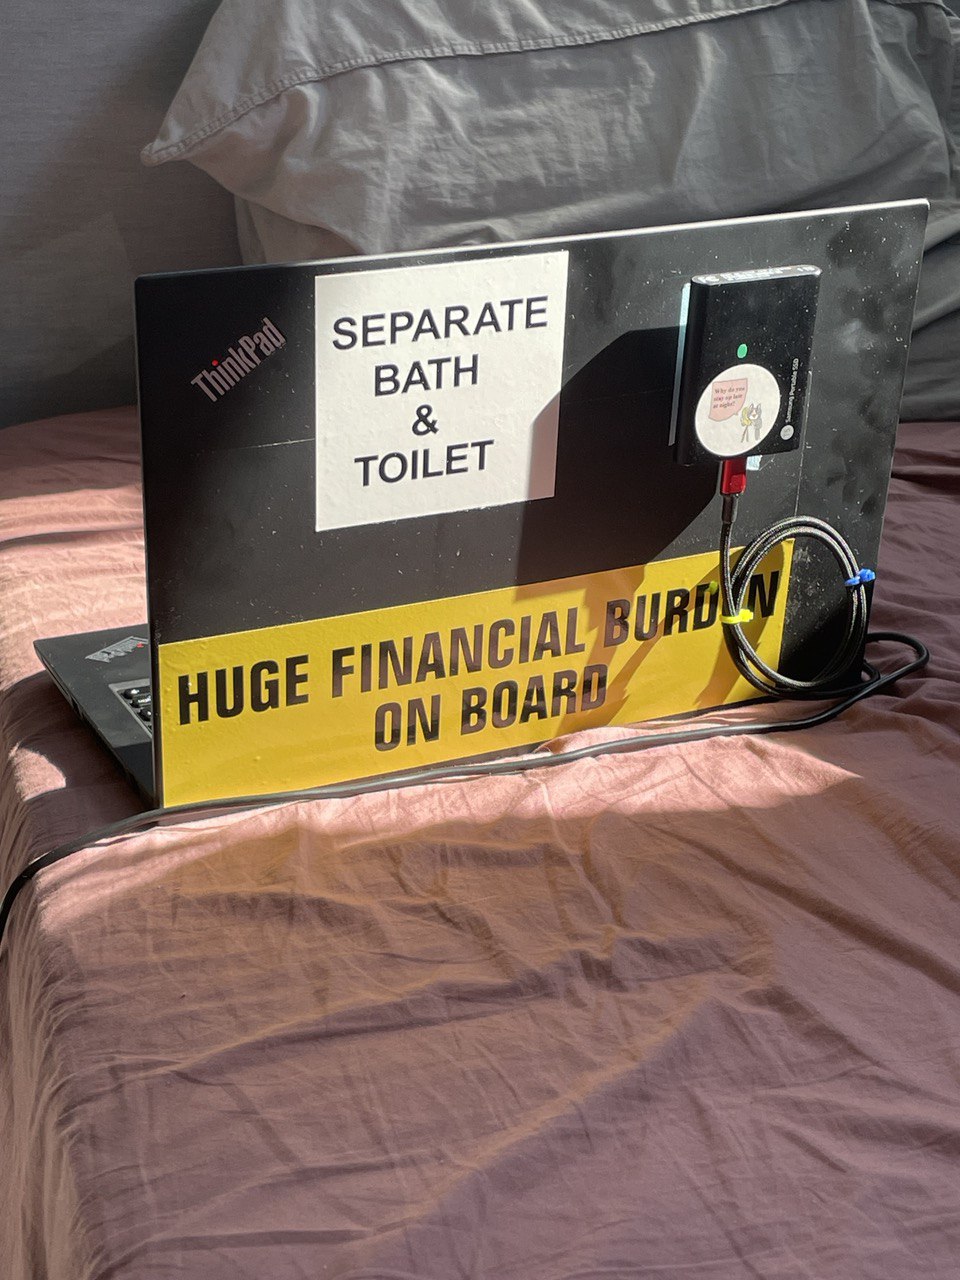 ThinkPad
SEPARATE
BATH
&
TOILET
Why do you
stay up late
at night?
Samsung Portable SSD
HUGE FINANCIAL BURDEN
ON BOARD